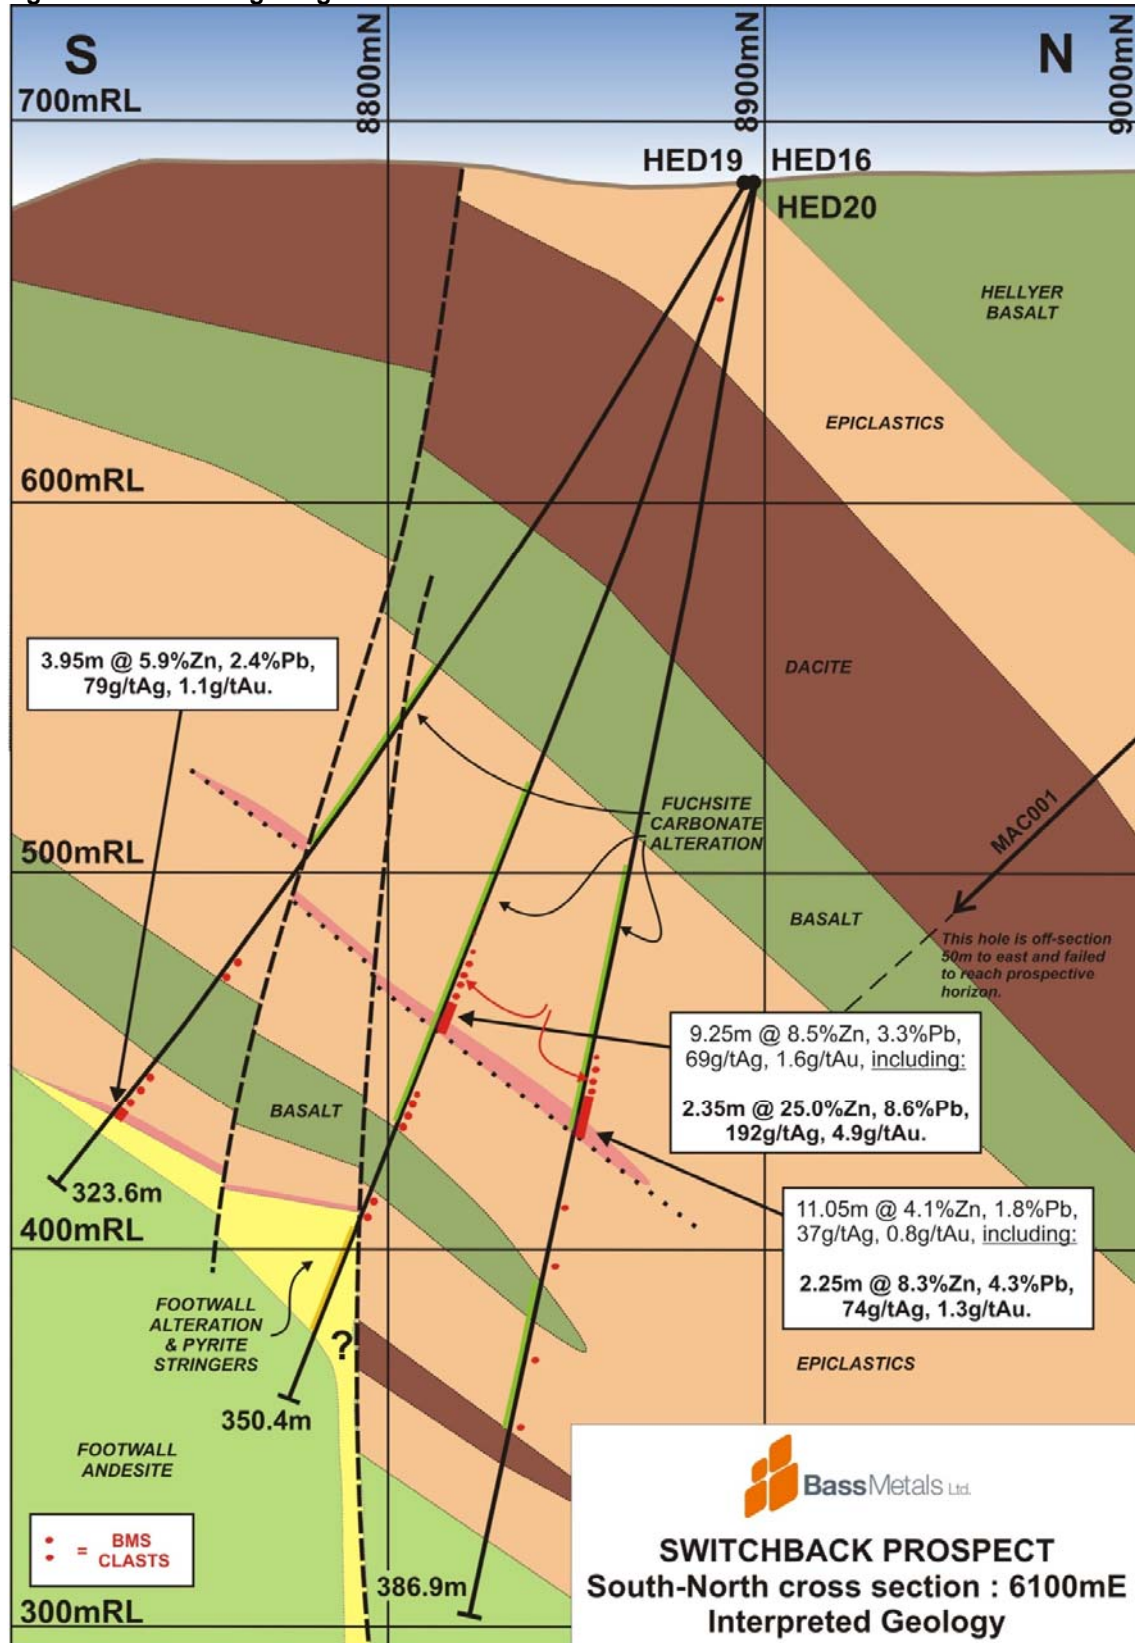 S
N
8800mN
8900mN
9000mN
700mRL
HED19
HED16
HED20
HELLYER
BASALT
EPICLASTICS
600mRL
3.95m @ 5.9%Zn, 2.4%Pb,
79g/tAg, 1.1g/tAu.
DACITE
FUCHSITE
CARBONATE
ALTERATION
MAC001
500mRL
BASALT
This hole is off-section
50m to east and failed
to reach prospective
horizon.
9.25m @ 8.5%Zn, 3.3%Pb,
69g/tAg, 1.6g/tAu, including:
2.35m @ 25.0%Zn, 8.6%Pb,
192g/tAg, 4.9g/tAu.
BASALT
323.6m
11.05m @ 4.1%Zn, 1.8%Pb,
37g/tAg, 0.8g/tAu, including:
2.25m @ 8.3%Zn, 4.3%Pb,
74g/tAg, 1.3g/tAu.
400mRL
FOOTWALL
ALTERATION
& PYRITE
STRINGERS
?
EPICLASTICS
350.4m
FOOTWALL
ANDESITE
BassMetals Ltd.
= BMS
CLASTS
SWITCHBACK PROSPECT
South-North cross section : 6100mE
Interpreted Geology
386.9m
300mRL